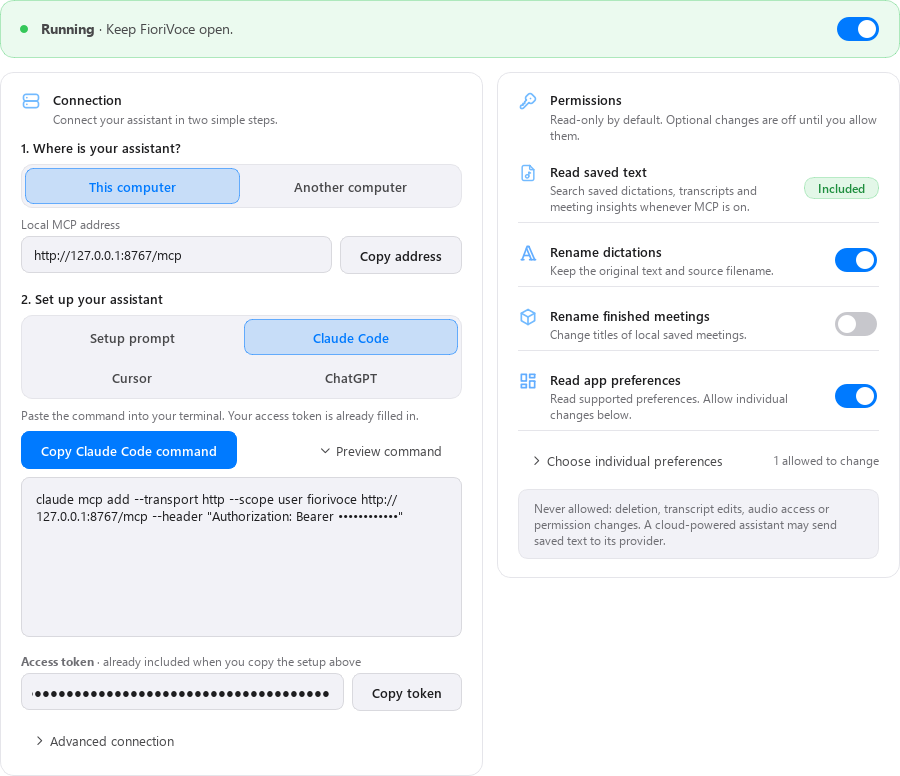 Running · Keep FioriVoce open.
Connection
Connect your assistant in two simple steps.
1. Where is your assistant?
This computer
Another computer
Local MCP address
http://127.0.0.1:8767/mcp
Copy address
2. Set up your assistant
Setup prompt
Claude Code
Cursor
ChatGPT
Paste the command into your terminal. Your access token is already filled in.
Copy Claude Code command
Preview command
claude mcp add --transport http --scope user fiorivoce http://
127.0.0.1:8767/mcp --header "Authorization: Bearer ••••••••••••"
Access token · already included when you copy the setup above
•••••••••••••••••••••••••••••••••••••
Copy token
Advanced connection
Permissions
Read-only by default. Optional changes are off until you allow
them.
Read saved text
Search saved dictations, transcripts and
meeting insights whenever MCP is on.
Included
Rename dictations
Keep the original text and source filename.
Rename finished meetings
Change titles of local saved meetings.
Read app preferences
Read supported preferences. Allow individual
changes below.
Choose individual preferences
1 allowed to change
Never allowed: deletion, transcript edits, audio access or
permission changes. A cloud-powered assistant may send
saved text to its provider.